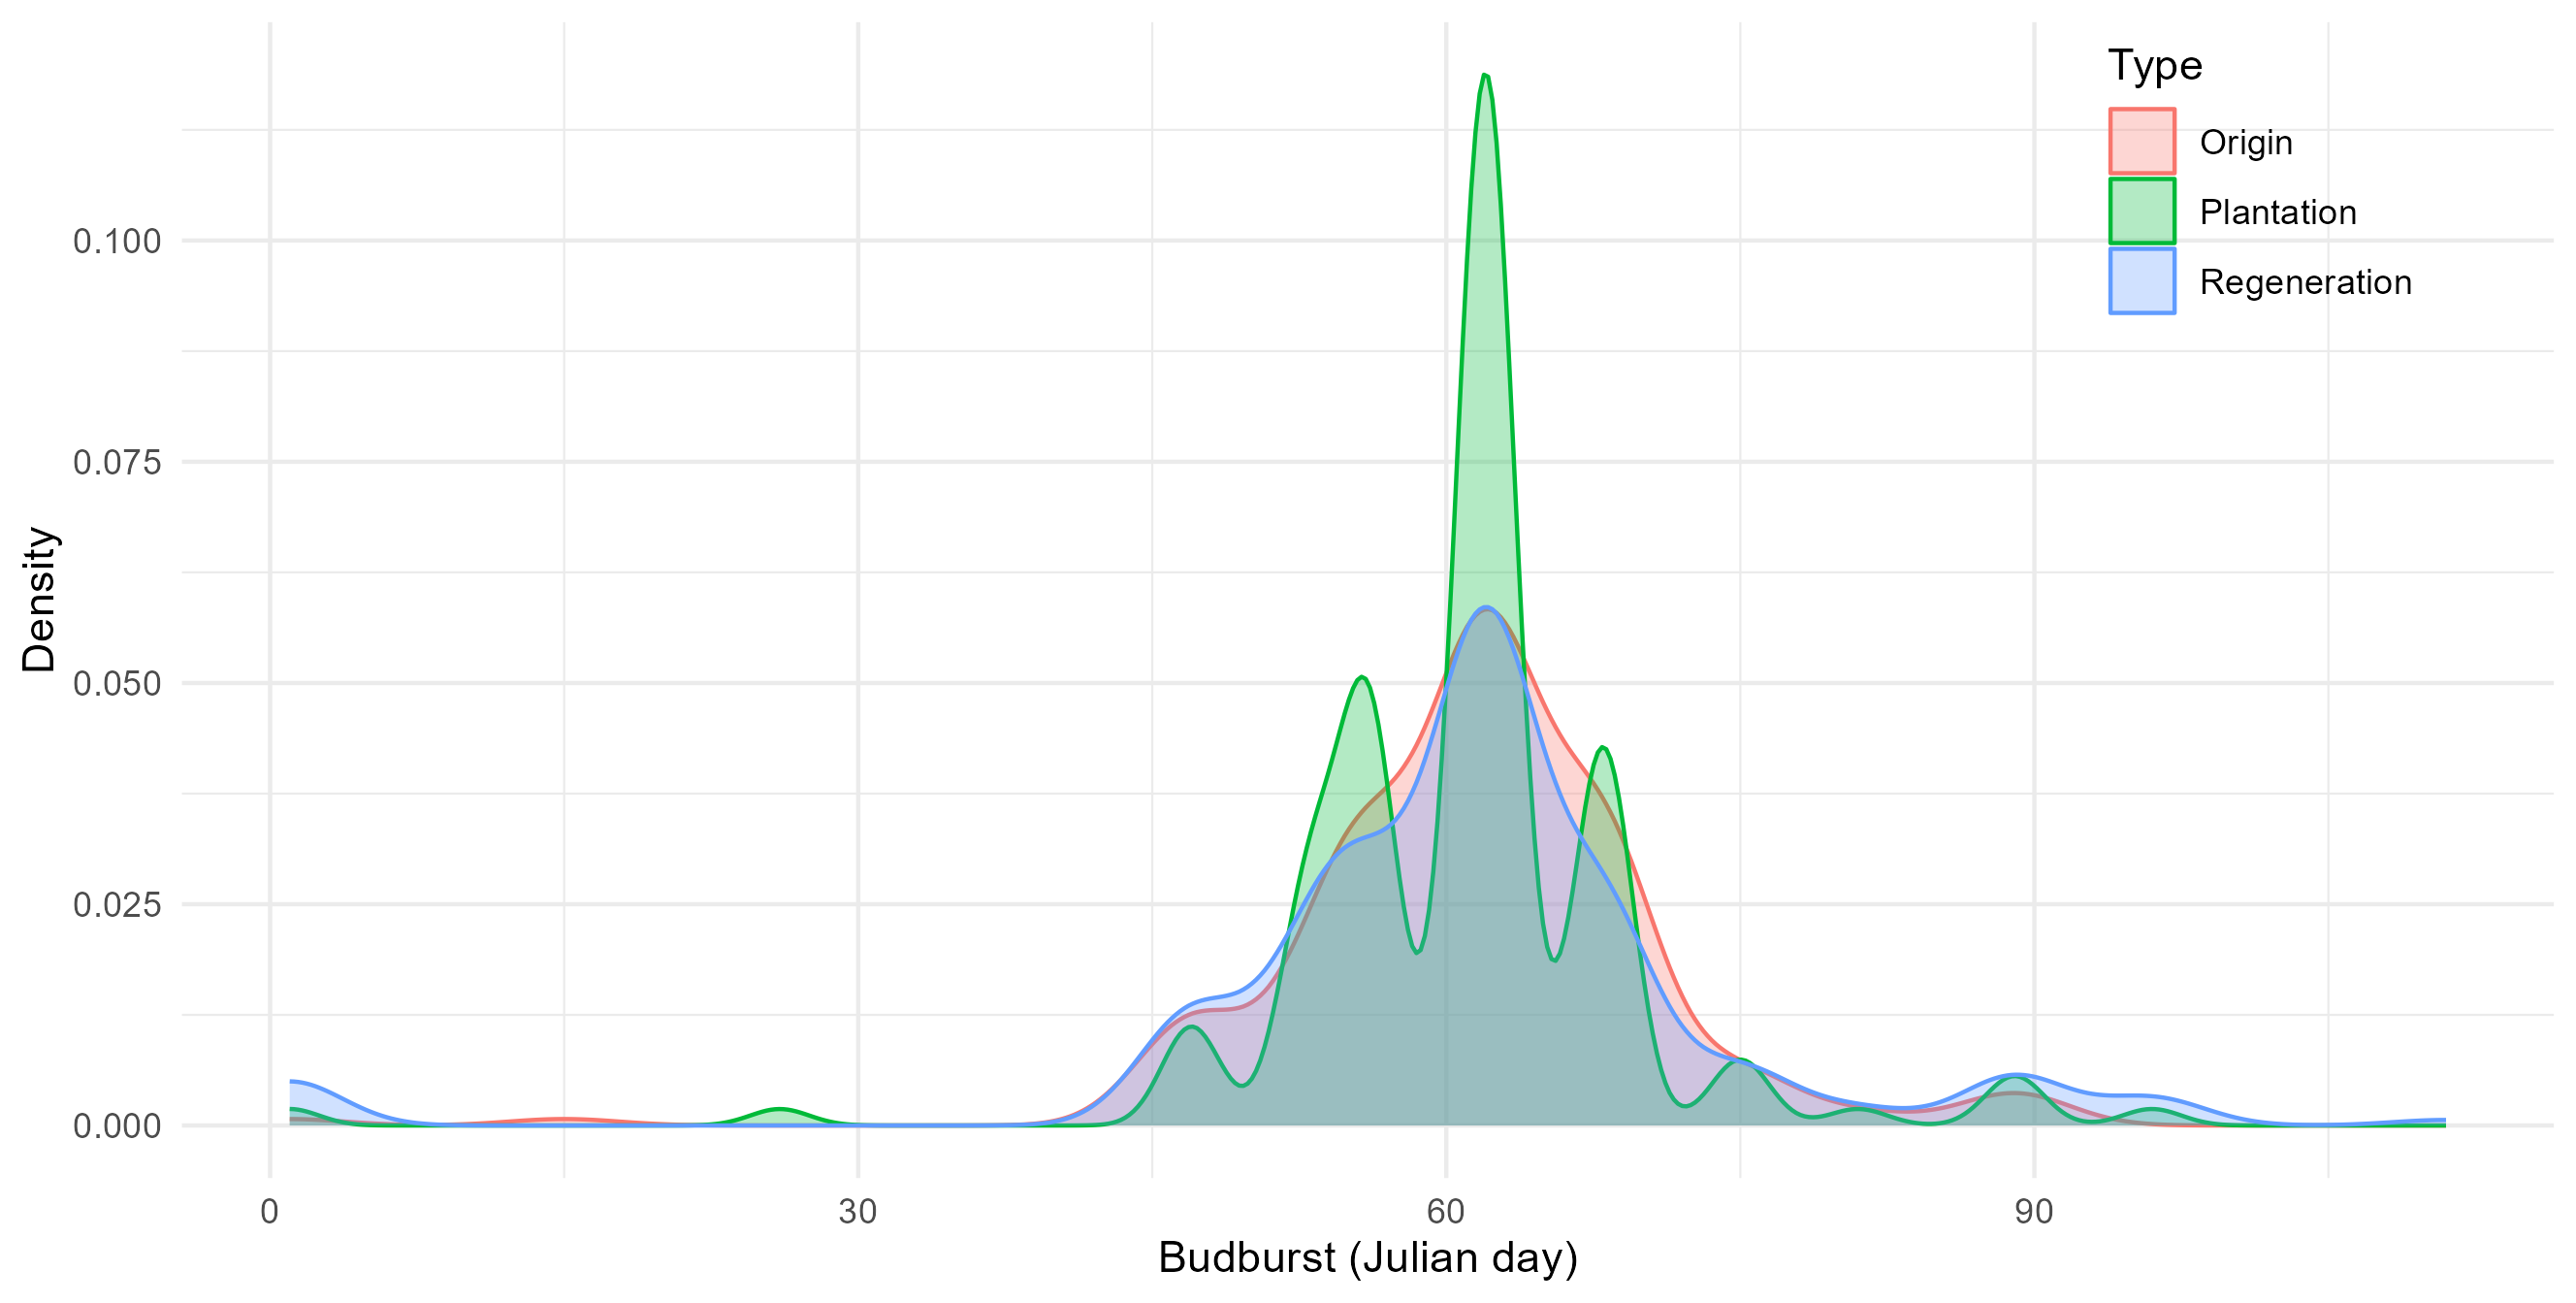 Type
Origin
Plantation
Regeneration
0.100
0.075
0.050
0.025
0.000
Density
0 30 60 90
Budburst (Julian day)